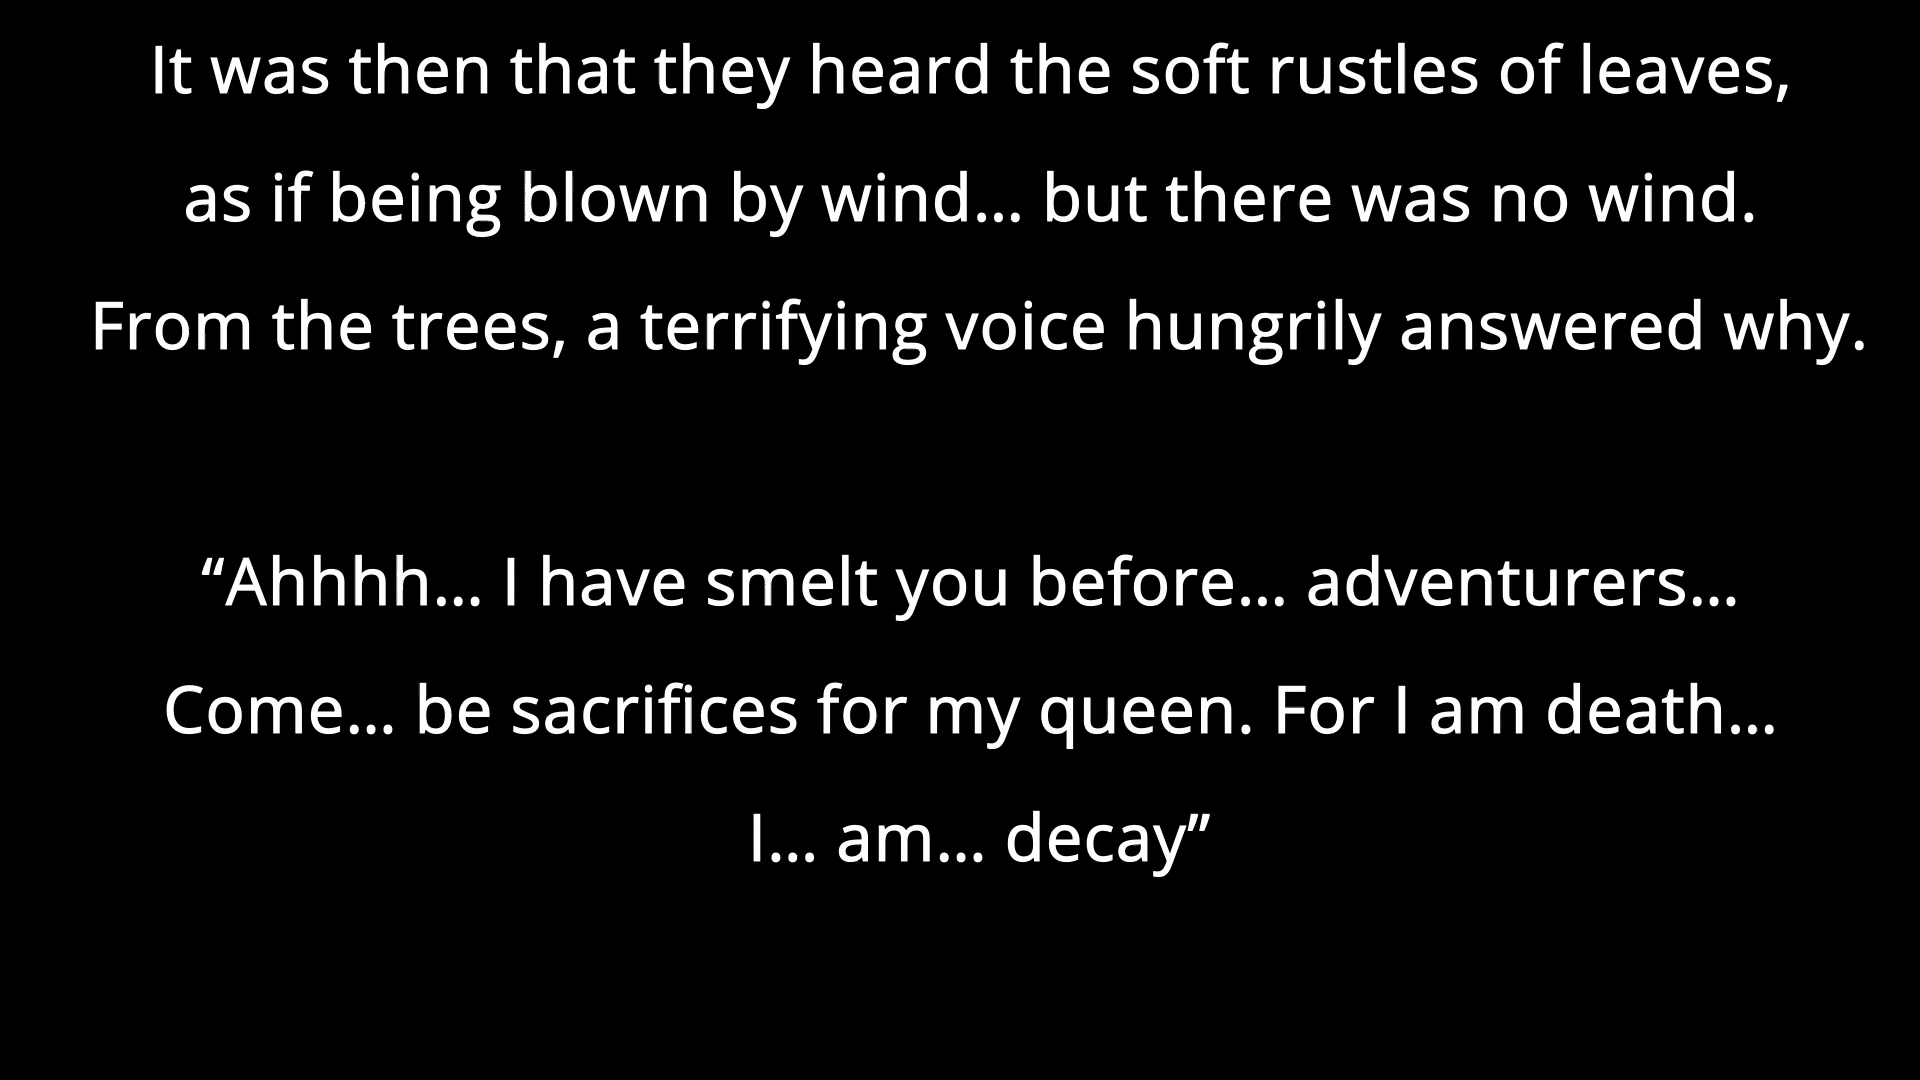 It was then that they heard the soft rustles of leaves,
as if being blown by wind... but there was no wind.
From the trees, a terrifying voice hungrily answered why.
“Ahhhh... I have smelt you before... adventurers...
Come... be sacrifices for my queen. For I am death...
I... am... decay”